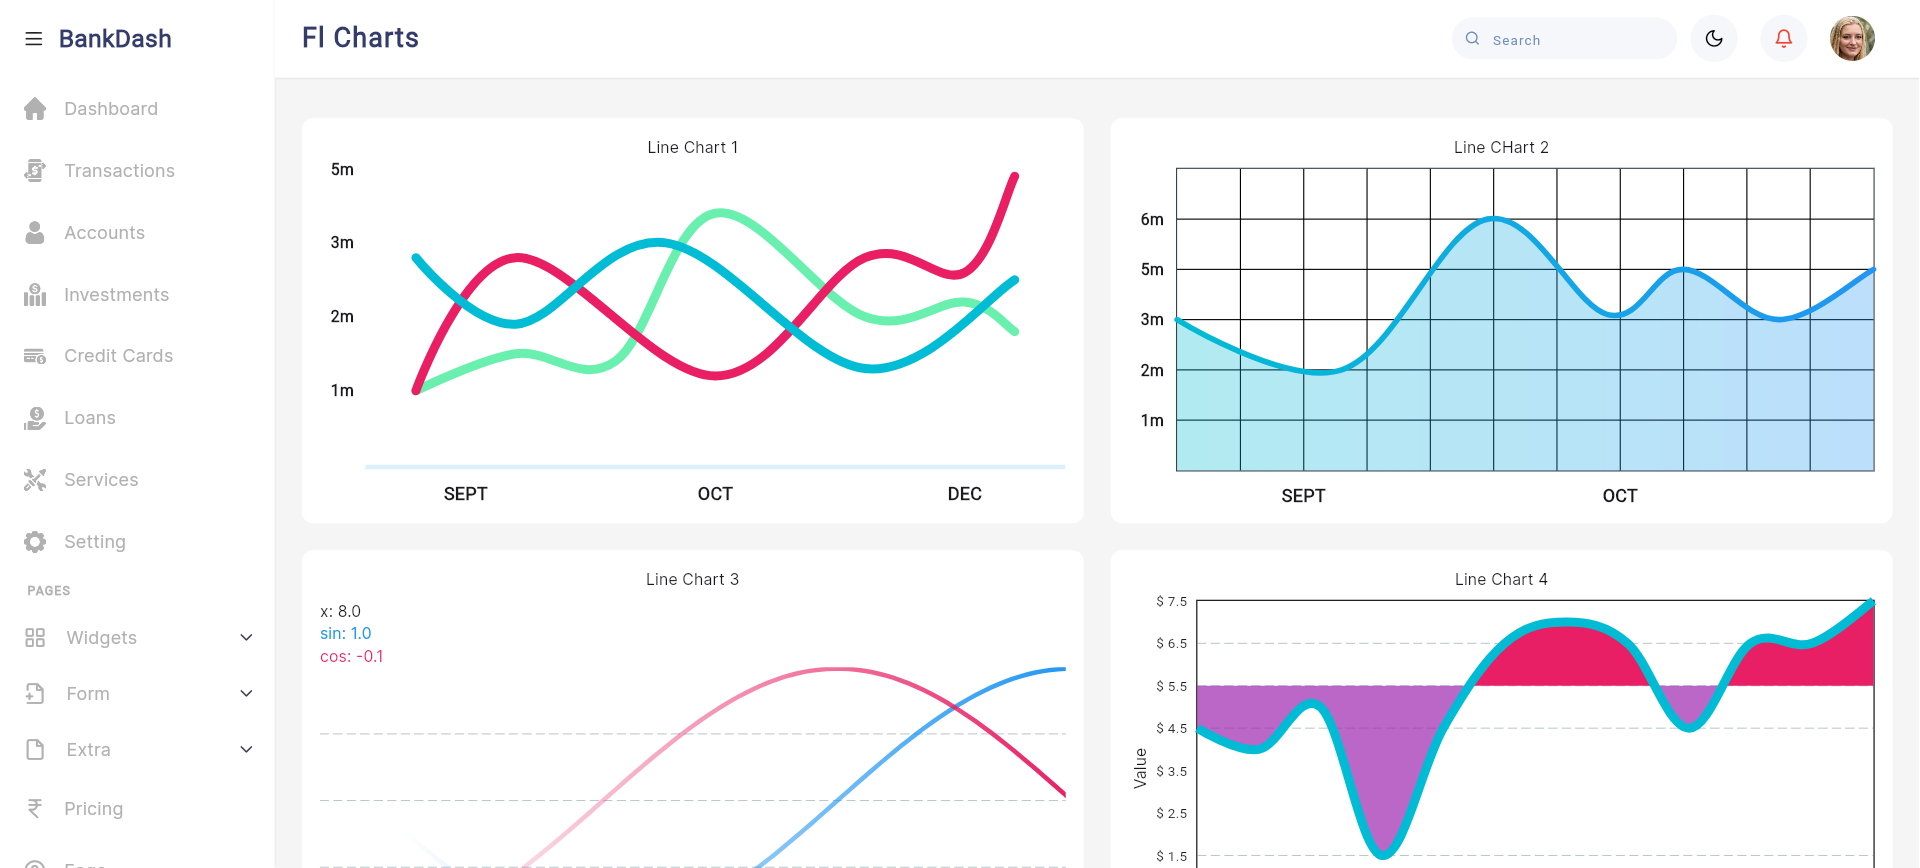 BankDash
Fl Charts
Search
Dashboard
Transactions
Accounts
Investments
Credit Cards
Loans
Services
Setting
PAGES
Widgets
Form
Extra
Pricing
Line Chart 1
5m
3m
2m
1m
SEPT OCT DEC
Line CHart 2
6m
5m
3m
2m
1m
SEPT OCT
Line Chart 3
x: 8.0
sin: 1.0
cos: -0.1
Line Chart 4
$ 7.5
$ 6.5
$ 5.5
$ 4.5
$ 3.5
$ 2.5
$ 1.5
Value